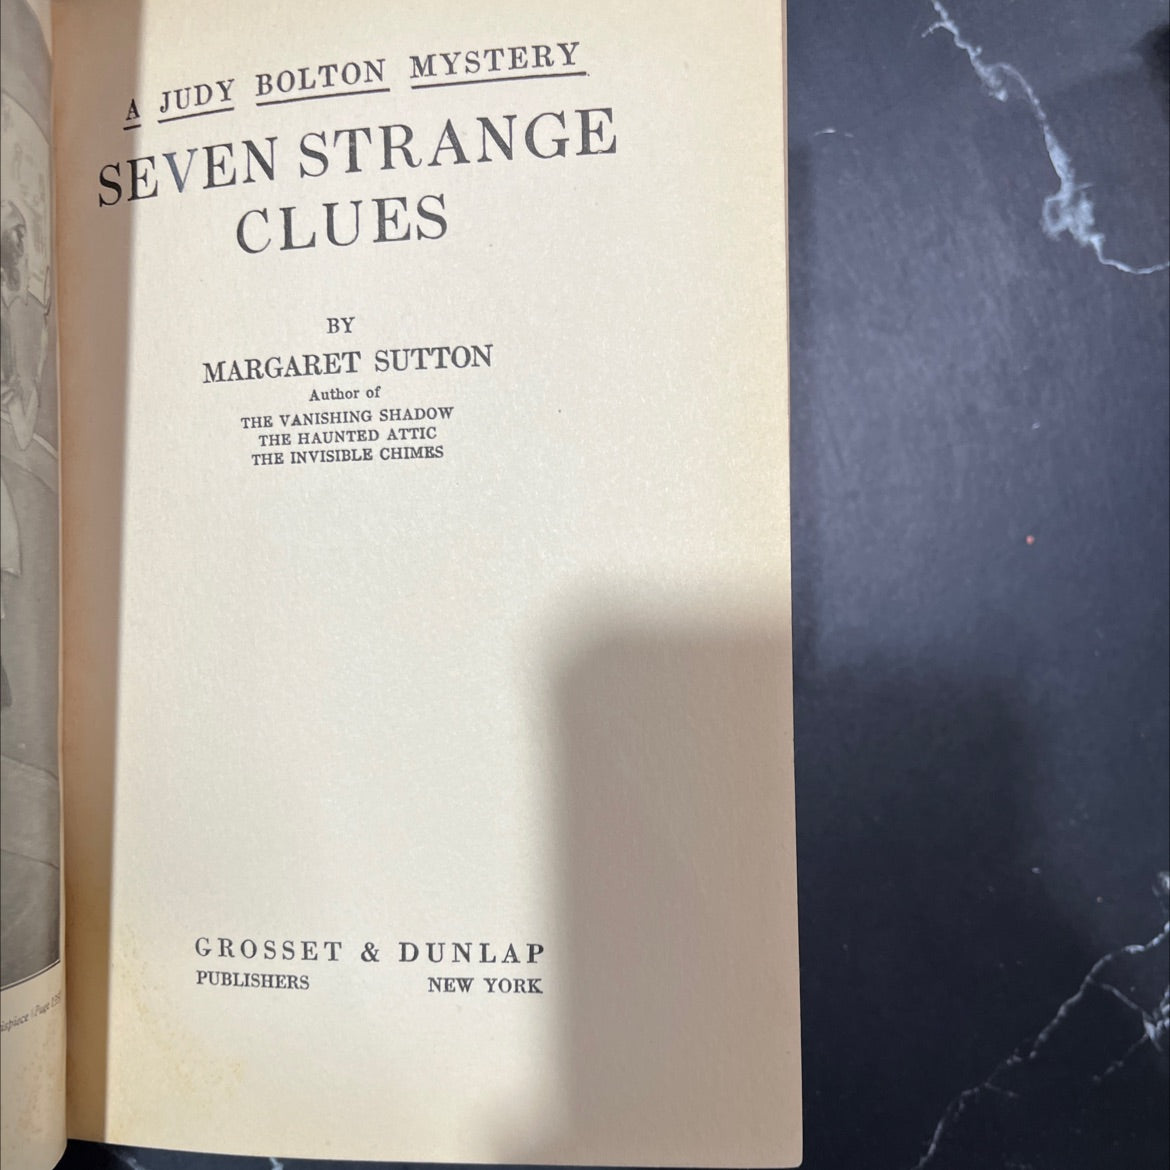 A JUDY BOLTON MYSTERY
SEVEN STRANGE
CLUES
BY
MARGARET SUTTON
Author of
THE VANISHING SHADOW
THE HAUNTED ATTIC
THE INVISIBLE CHIMES
GROSSET & DUNLAP
PUBLISHERS NEW YORK
Page